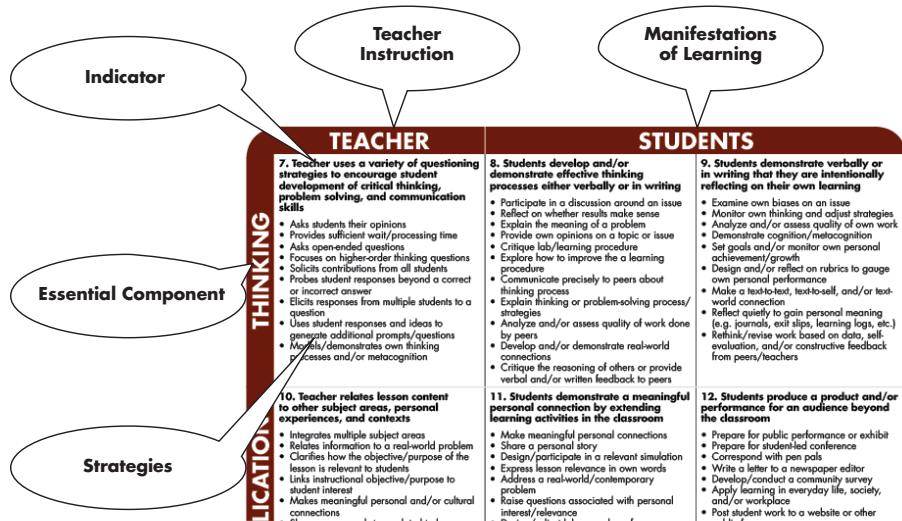 Teacher
Instruction
Manifestations
of Learning
Indicator
Essential Component
Strategies
TEACHER
STUDENTS
THINKING
7. Teacher uses a variety of questioning
strategies to encourage student
development of critical thinking,
problem solving, and communication
skills
• Asks students their opinions
• Provides sufficient wait/processing time
• Asks open-ended questions
• Focuses on higher-order thinking questions
• Solicits contributions from all students
• Probes student responses beyond a correct
or incorrect answer
• Elicits responses from multiple students to a
question
• Uses student responses and ideas to
generate additional prompts/questions
• Models/demonstrates own thinking
processes and/or metacognition
8. Students develop and/or
demonstrate effective thinking
processes either verbally or in writing
• Participate in a discussion around an issue
• Reflect on whether results make sense
• Explain the meaning of a problem
• Provide own opinions on a topic or issue
• Critique lab/learning procedure
• Explore how to improve the a learning
procedure
• Communicate precisely to peers about
thinking process
• Explain thinking or problem-solving process/
strategies
• Analyze and/or assess quality of work done
by peers
• Develop and/or demonstrate real-world
connections
• Critique the reasoning of others or provide
verbal and/or written feedback to peers
9. Students demonstrate verbally or
in writing that they are intentionally
reflecting on their own learning
• Examine own biases on an issue
• Monitor own thinking and adjust strategies
• Analyze and/or assess quality of own work
• Demonstrate cognition/metacognition
• Set goals and/or monitor own personal
achievement/growth
• Design and/or reflect on rubrics to gauge
own personal performance
• Make a text-to-text, text-to-self, and/or text-
world connection
• Reflect quietly to gain personal meaning
(e.g. journals, exit slips, learning logs, etc.)
• Rethink/revise work based on data, self-
evaluation, and/or constructive feedback
from peers/teachers
LICATION
10. Teacher relates lesson content
to other subject areas, personal
experiences, and contexts
• Integrates multiple subject areas
• Relates information to a real-world problem
• Clarifies how the objective/purpose of the
lesson is relevant to students
• Links instructional objective/purpose to
student interest
• Makes meaningful personal and/or cultural
connections
11. Students demonstrate a meaningful
personal connection by extending
learning activities in the classroom
• Make meaningful personal connections
• Share a personal story
• Design/participate in a relevant simulation
• Express lesson relevance in own words
• Address a real-world/contemporary
problem
• Raise questions associated with personal
interest/relevance
12. Students produce a product and/or
performance for an audience beyond
the classroom
• Prepare for public performance or exhibit
• Prepare for student-led conference
• Correspond with pen pals
• Write a letter to a newspaper editor
• Develop/conduct a community survey
• Apply learning in everyday life, society,
and/or workplace
• Post student work to a website or other